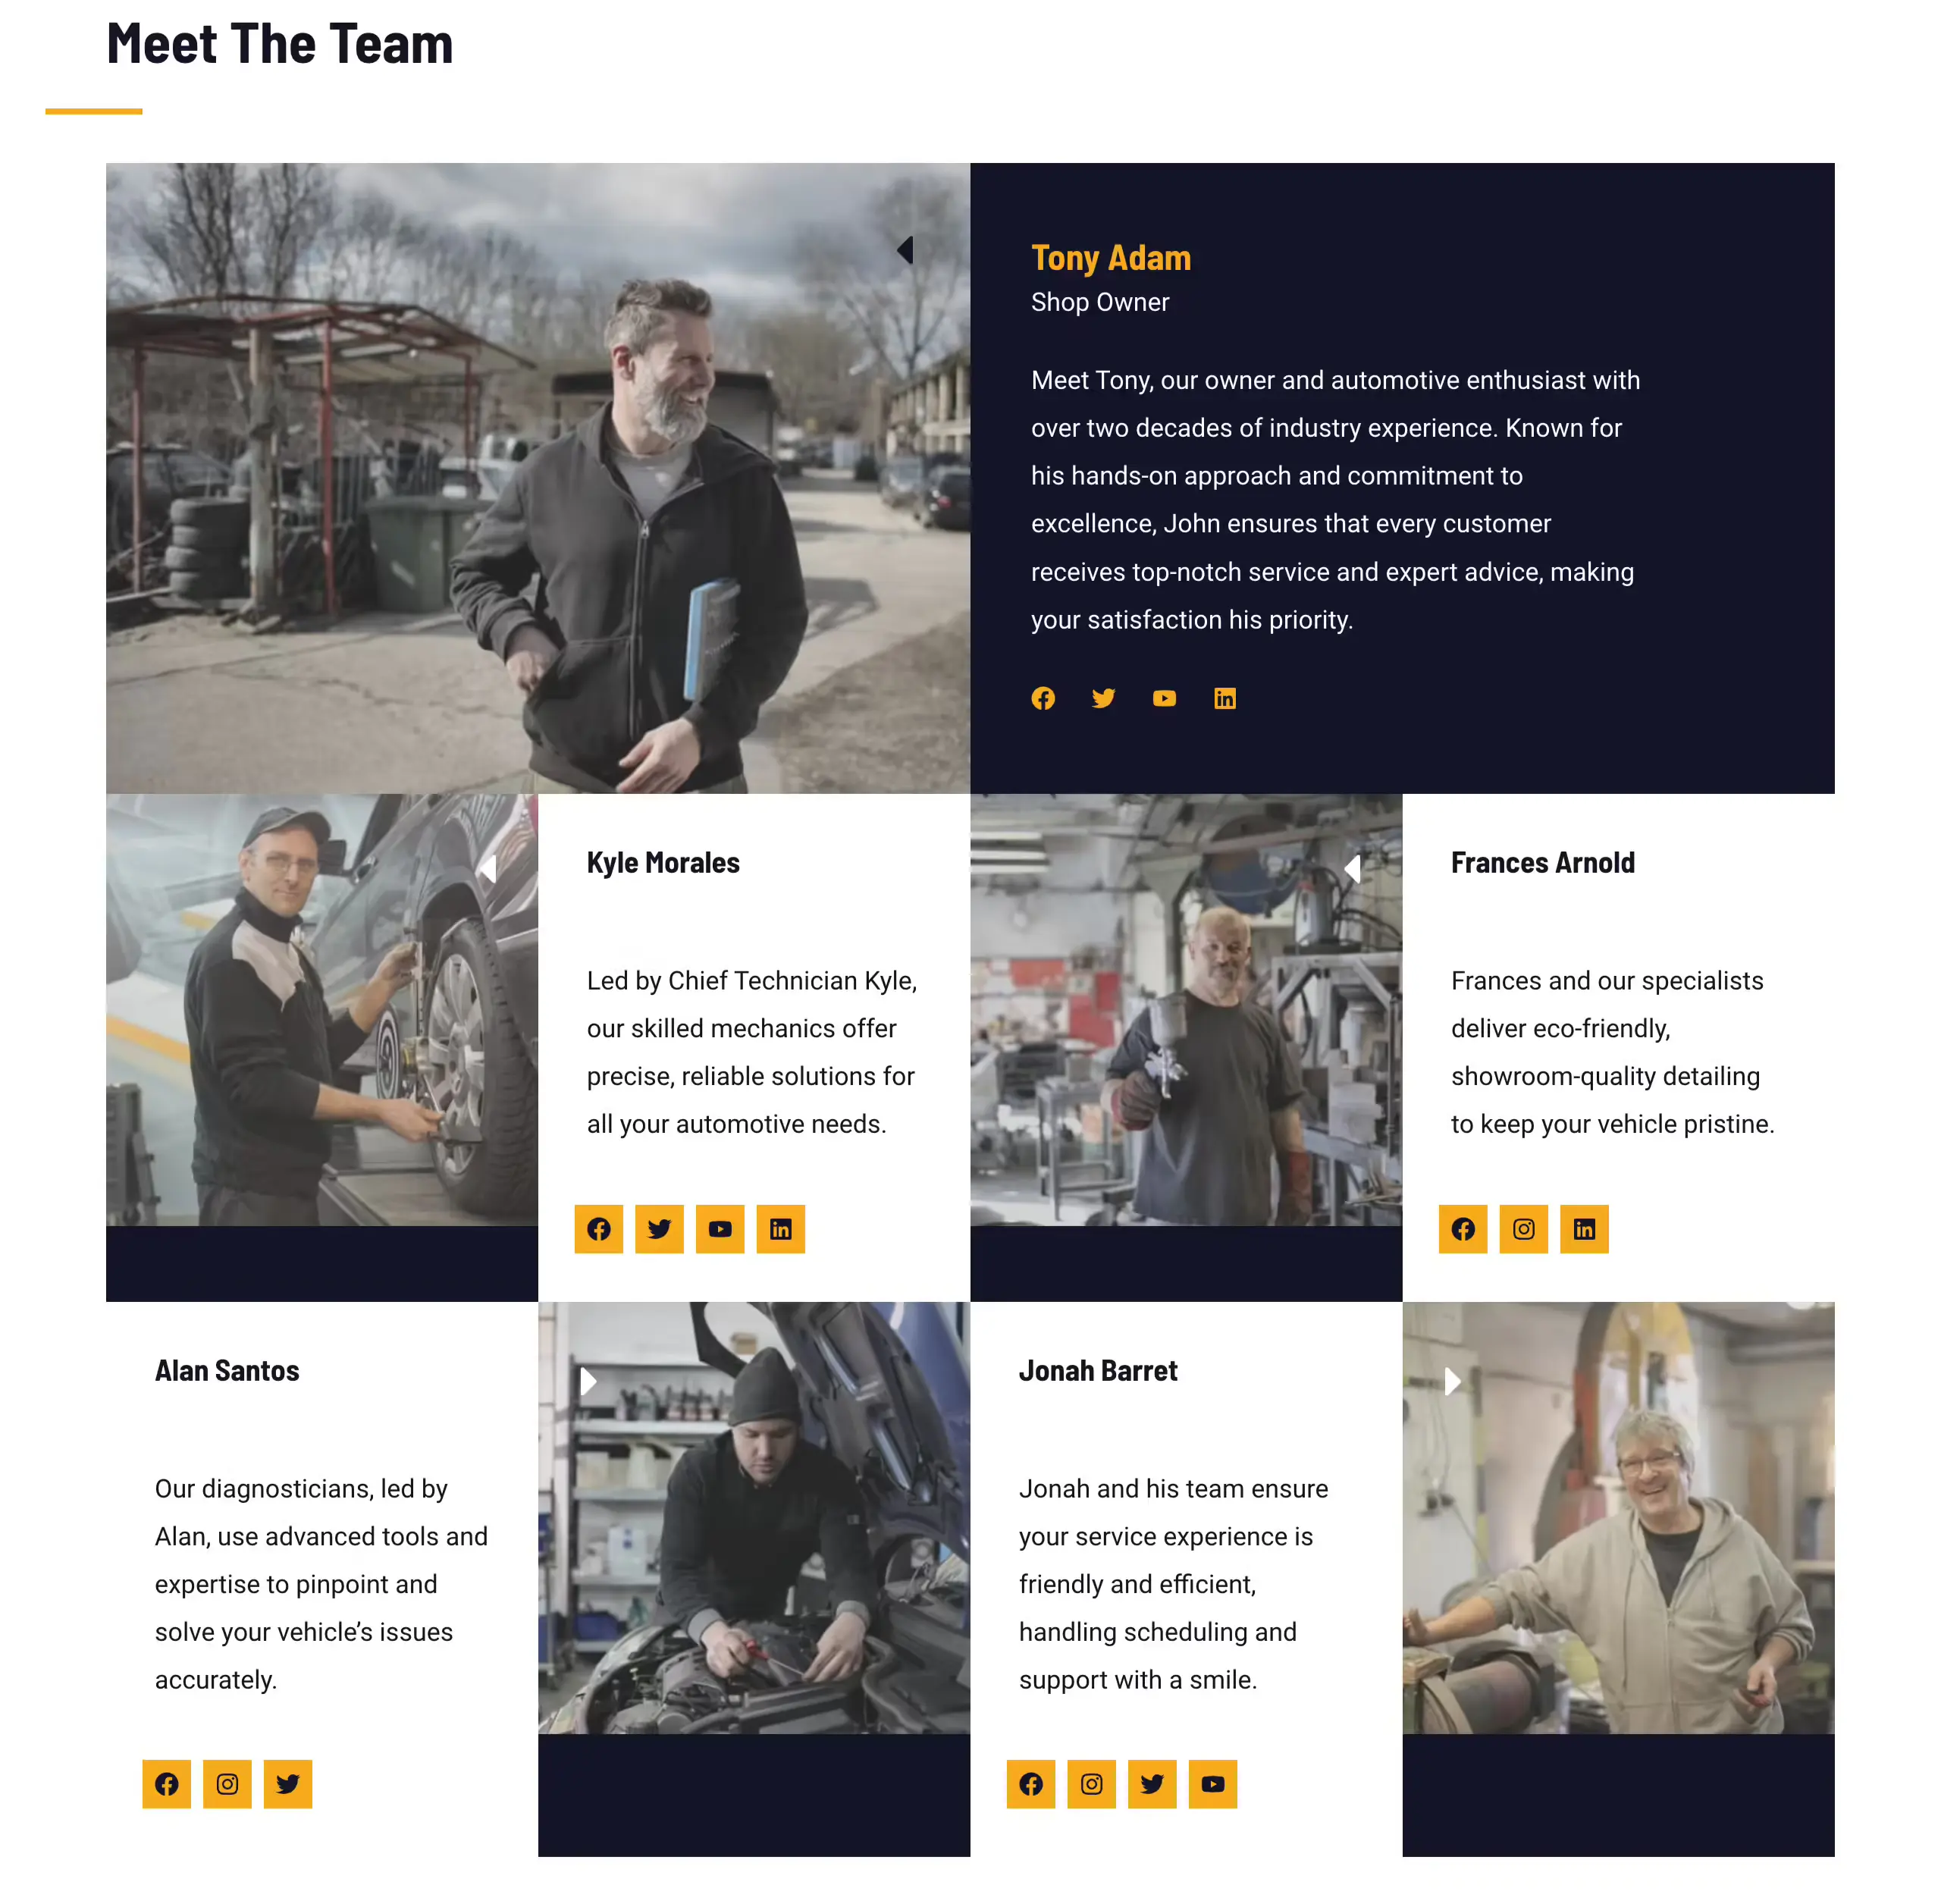 Meet The Team
Tony Adam
Shop Owner
Meet Tony, our owner and automotive enthusiast with
over two decades of industry experience. Known for
his hands-on approach and commitment to
excellence, John ensures that every customer
receives top-notch service and expert advice, making
your satisfaction his priority.
Kyle Morales
Led by Chief Technician Kyle,
our skilled mechanics offer
precise, reliable solutions for
all your automotive needs.
Frances Arnold
Frances and our specialists
deliver eco-friendly,
showroom-quality detailing
to keep your vehicle pristine.
Alan Santos
Our diagnosticians, led by
Alan, use advanced tools and
expertise to pinpoint and
solve your vehicle’s issues
accurately.
Jonah Barret
Jonah and his team ensure
your service experience is
friendly and efficient,
handling scheduling and
support with a smile.